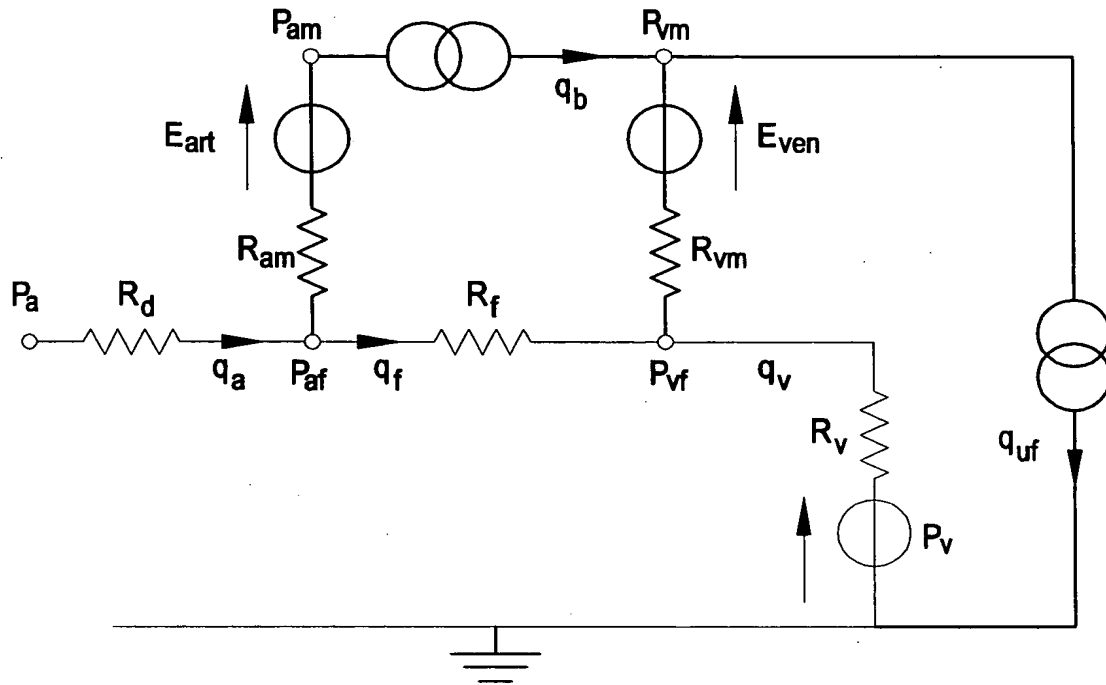 Pam
Rvm
qb
Eart
Even
Ram
Rvm
Pa
Rd
Rf
qa
Paf
qf
Pvf
qv
Rv
quf
Pv